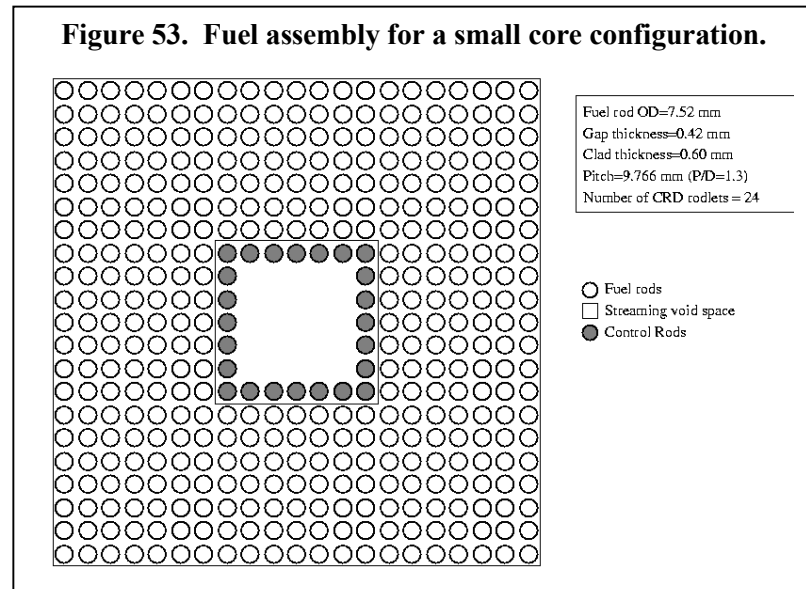 Figure 53. Fuel assembly for a small core configuration.
Fuel rod OD=7.52 mm
Gap thickness=0.42 mm
Clad thickness=0.60 mm
Pitch=9.766 mm (P/D=1.3)
Number of CRD rodlets = 24
Fuel rods
Streaming void space
Control Rods